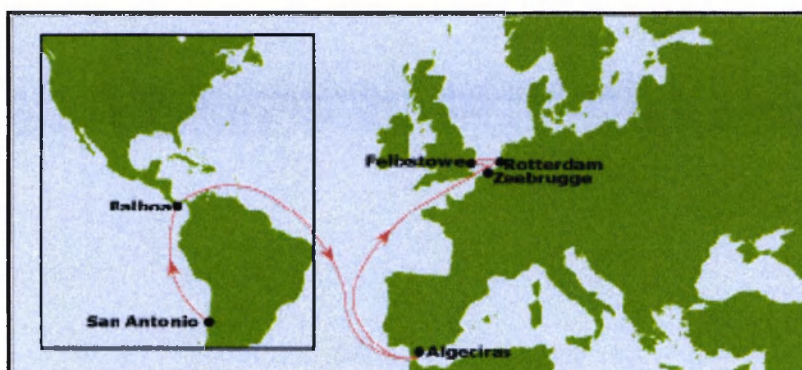 Felixstowe
Rotterdam
Zeebrugge
Balboa
San Antonio
Algeciras